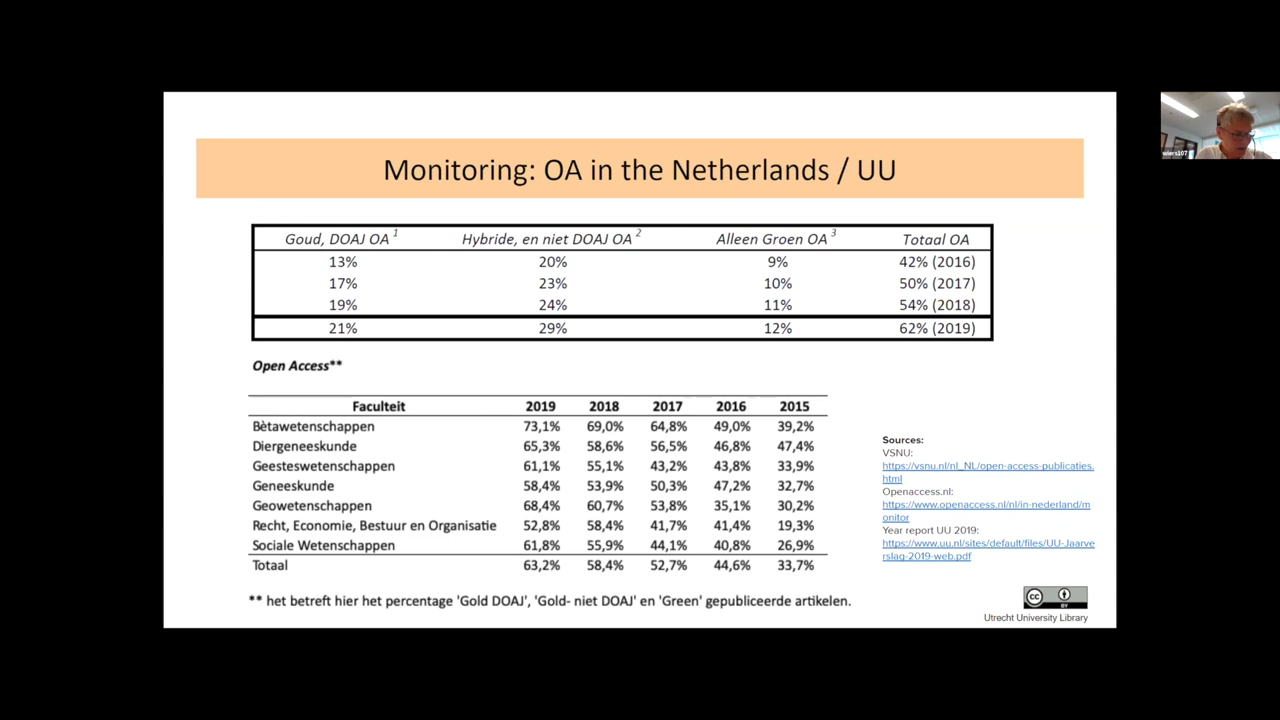 Monitoring: OA in the Netherlands / UU
Goud, DOAJ OA 1 Hybride, en niet DOAJ OA 2 Alleen Groen OA 3 Totaal OA
13% 20% 9% 42% (2016)
17% 23% 10% 50% (2017)
19% 24% 11% 54% (2018)
21% 29% 12% 62% (2019)
Open Access**
Faculteit 2019 2018 2017 2016 2015
Bètawetenschappen 73,1% 69,0% 64,8% 49,0% 39,2%
Diergeneeskunde 65,3% 58,6% 56,5% 46,8% 47,4%
Geesteswetenschappen 61,1% 55,1% 43,2% 43,8% 33,9%
Geneeskunde 58,4% 53,9% 50,3% 47,2% 32,7%
Geowetenschappen 68,4% 60,7% 53,8% 35,1% 30,2%
Recht, Economie, Bestuur en Organisatie 52,8% 58,4% 41,7% 41,4% 19,3%
Sociale Wetenschappen 61,8% 55,9% 44,1% 40,8% 26,9%
Totaal 63,2% 58,4% 52,7% 44,6% 33,7%
** het betreft hier het percentage 'Gold DOAJ', 'Gold- niet DOAJ' en 'Green' gepubliceerde artikelen.
Sources:
VSNU:
https://vsnu.nl/nl_NL/open-access-publicaties.
html
Openaccess.nl:
https://www.openaccess.nl/nl/in-nederland/m
onitor
Year report UU 2019:
https://www.uu.nl/sites/default/files/UU-Jaarve
rslag-2019-web.pdf
cc BY
Utrecht University Library
wiers107